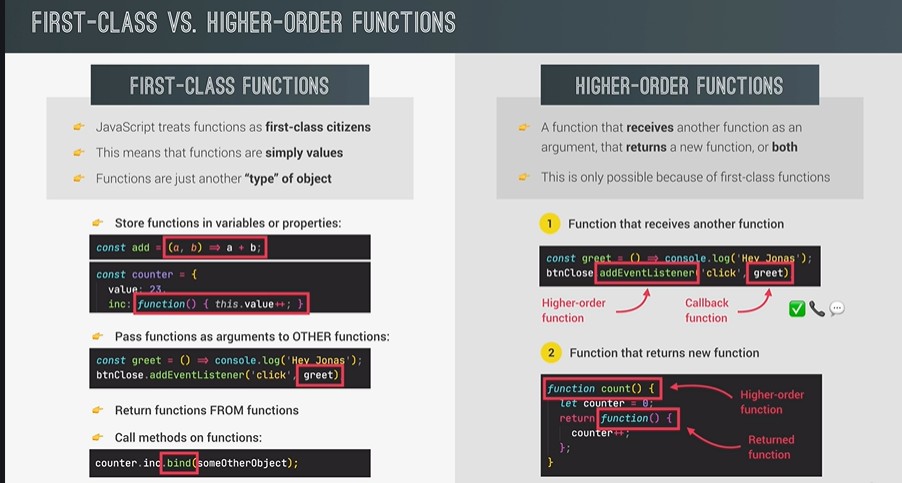 FIRST-CLASS VS. HIGHER-ORDER FUNCTIONS
FIRST-CLASS FUNCTIONS
JavaScript treats functions as first-class citizens
This means that functions are simply values
Functions are just another “type” of object
Store functions in variables or properties:
const add = (a, b) ⇒ a + b;
const counter = {
value: 23,
inc: function() { this.value++; }
Pass functions as arguments to OTHER functions:
const greet = () ⇒ console.log('Hey Jonas');
btnClose.addEventListener('click', greet)
Return functions FROM functions
Call methods on functions:
counter.inc.bind(someOtherObject);
HIGHER-ORDER FUNCTIONS
A function that receives another function as an
argument, that returns a new function, or both
This is only possible because of first-class functions
1 Function that receives another function
const greet = () ⇒ console.log('Hey Jonas');
btnClose.addEventListener('click', greet)
Higher-order
function
Callback
function
2 Function that returns new function
function count() {
let counter = 0;
return function() {
counter++;
};
}
Higher-order
function
Returned
function